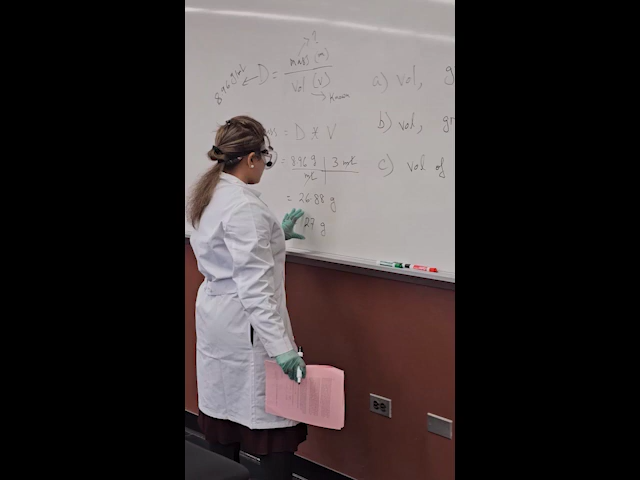 ?
mass (m)
8.96 g/ml D = 
Vol (V)
known
= D * V
= 8.96 g | 3 ml
ml
= 26.88 g
27 g
a) vol,
b) vol,
c) vol of